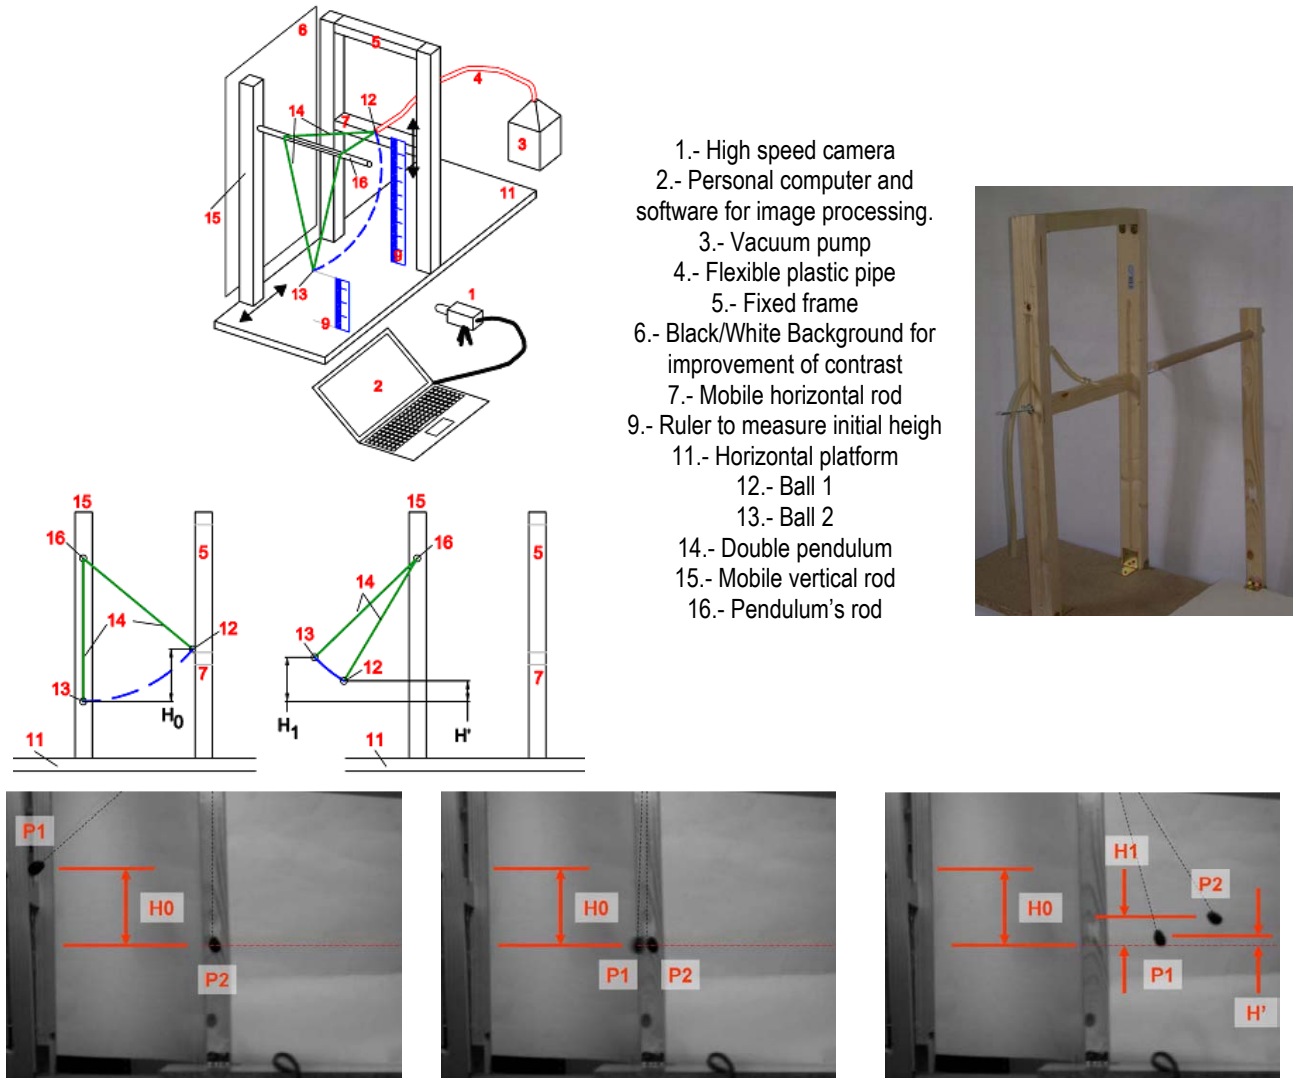 6
5
4
12
14
7
3
16
11
15
9
13
1
9
2
1.- High speed camera
2.- Personal computer and
software for image processing.
3.- Vacuum pump
4.- Flexible plastic pipe
5.- Fixed frame
6.- Black/White Background for
improvement of contrast
7.- Mobile horizontal rod
9.- Ruler to measure initial heigh
11.- Horizontal platform
12.- Ball 1
13.- Ball 2
14.- Double pendulum
15.- Mobile vertical rod
16.- Pendulum's rod
15
16
5
14
12
7
13
H0
11
15
16
5
14
13
12
7
H1
H'
11
P1
H0
P2
H0
P1
P2
H1
P2
H0
P1
H'